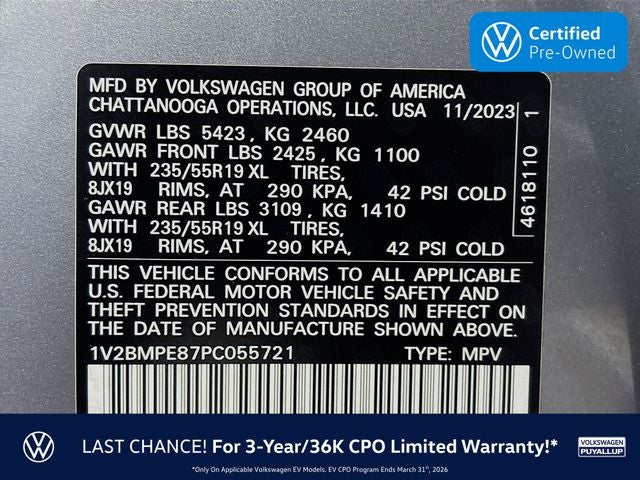 Certified
Pre-Owned
MFD BY VOLKSWAGEN GROUP OF AMERICA
CHATTANOOGA OPERATIONS, LLC. USA 11/2023
GVWR LBS 5423, KG 2460
GAWR FRONT LBS 2425, KG 1100
WITH 235/55R19 XL TIRES,
8JX19 RIMS, AT 290 KPA, 42 PSI COLD
GAWR REAR LBS 3109, KG 1410
WITH 235/55R19 XL TIRES,
8JX19 RIMS, AT 290 KPA, 42 PSI COLD
4618110 1
THIS VEHICLE CONFORMS TO ALL APPLICABLE
U.S. FEDERAL MOTOR VEHICLE SAFETY AND
THEFT PREVENTION STANDARDS IN EFFECT ON
THE DATE OF MANUFACTURE SHOWN ABOVE.
1V2BMPE87PC055721 TYPE: MPV
LAST CHANCE! For 3-Year/36K CPO Limited Warranty!*
*Only On Applicable Volkswagen EV Models. EV CPO Program Ends March 31st, 2026
VOLKSWAGEN
PUYALLUP